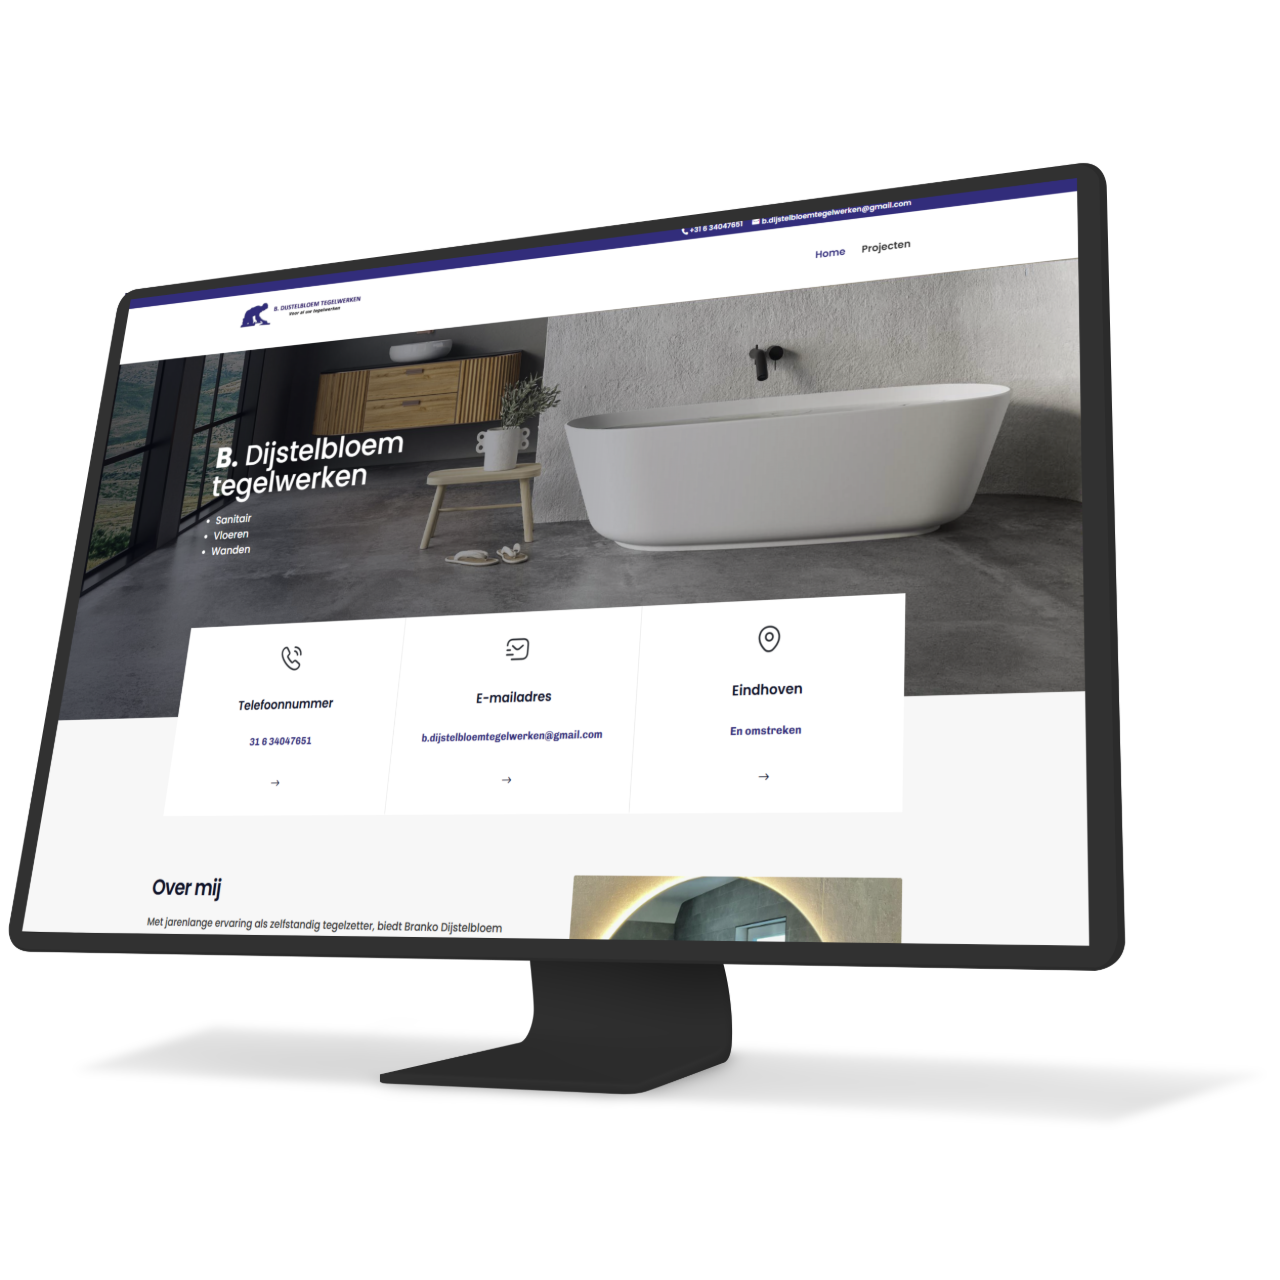 +31 6 34047651 b.dijstelbloemtegelwerken@gmail.com
Home Projecten
B. DIJSTELBLOEM TEGELWERKEN
Voor al uw tegelwerken
B. Dijstelbloem
tegelwerken
• Sanitair
• Vloeren
• Wanden
Telefoonnummer
31 6 34047651
→
E-mailadres
b.dijstelbloemtegelwerken@gmail.com
→
Eindhoven
En omstreken
→
Over mij
Met jarenlange ervaring als zelfstandig tegelzetter, biedt Branko Dijstelbloem